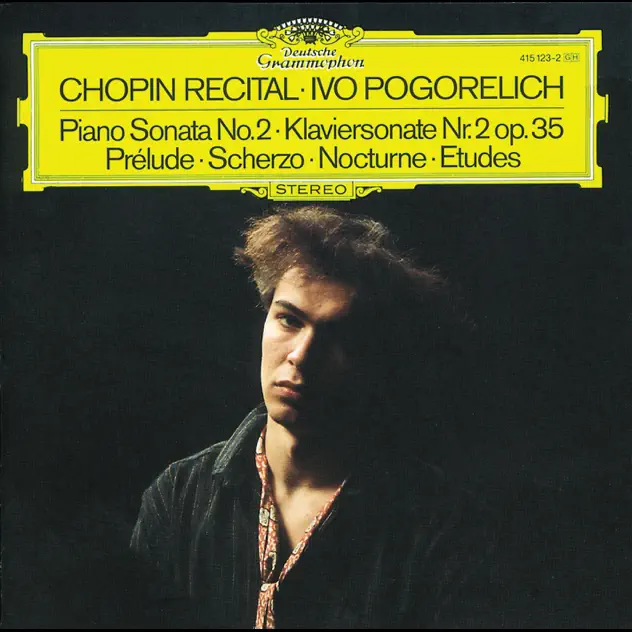 Deutsche
Grammophon
415 123-2 GH
CHOPIN RECITAL · IVO POGORELICH
Piano Sonata No.2 · Klaviersonate Nr.2 op.35
Prélude · Scherzo · Nocturne · Etudes
STEREO